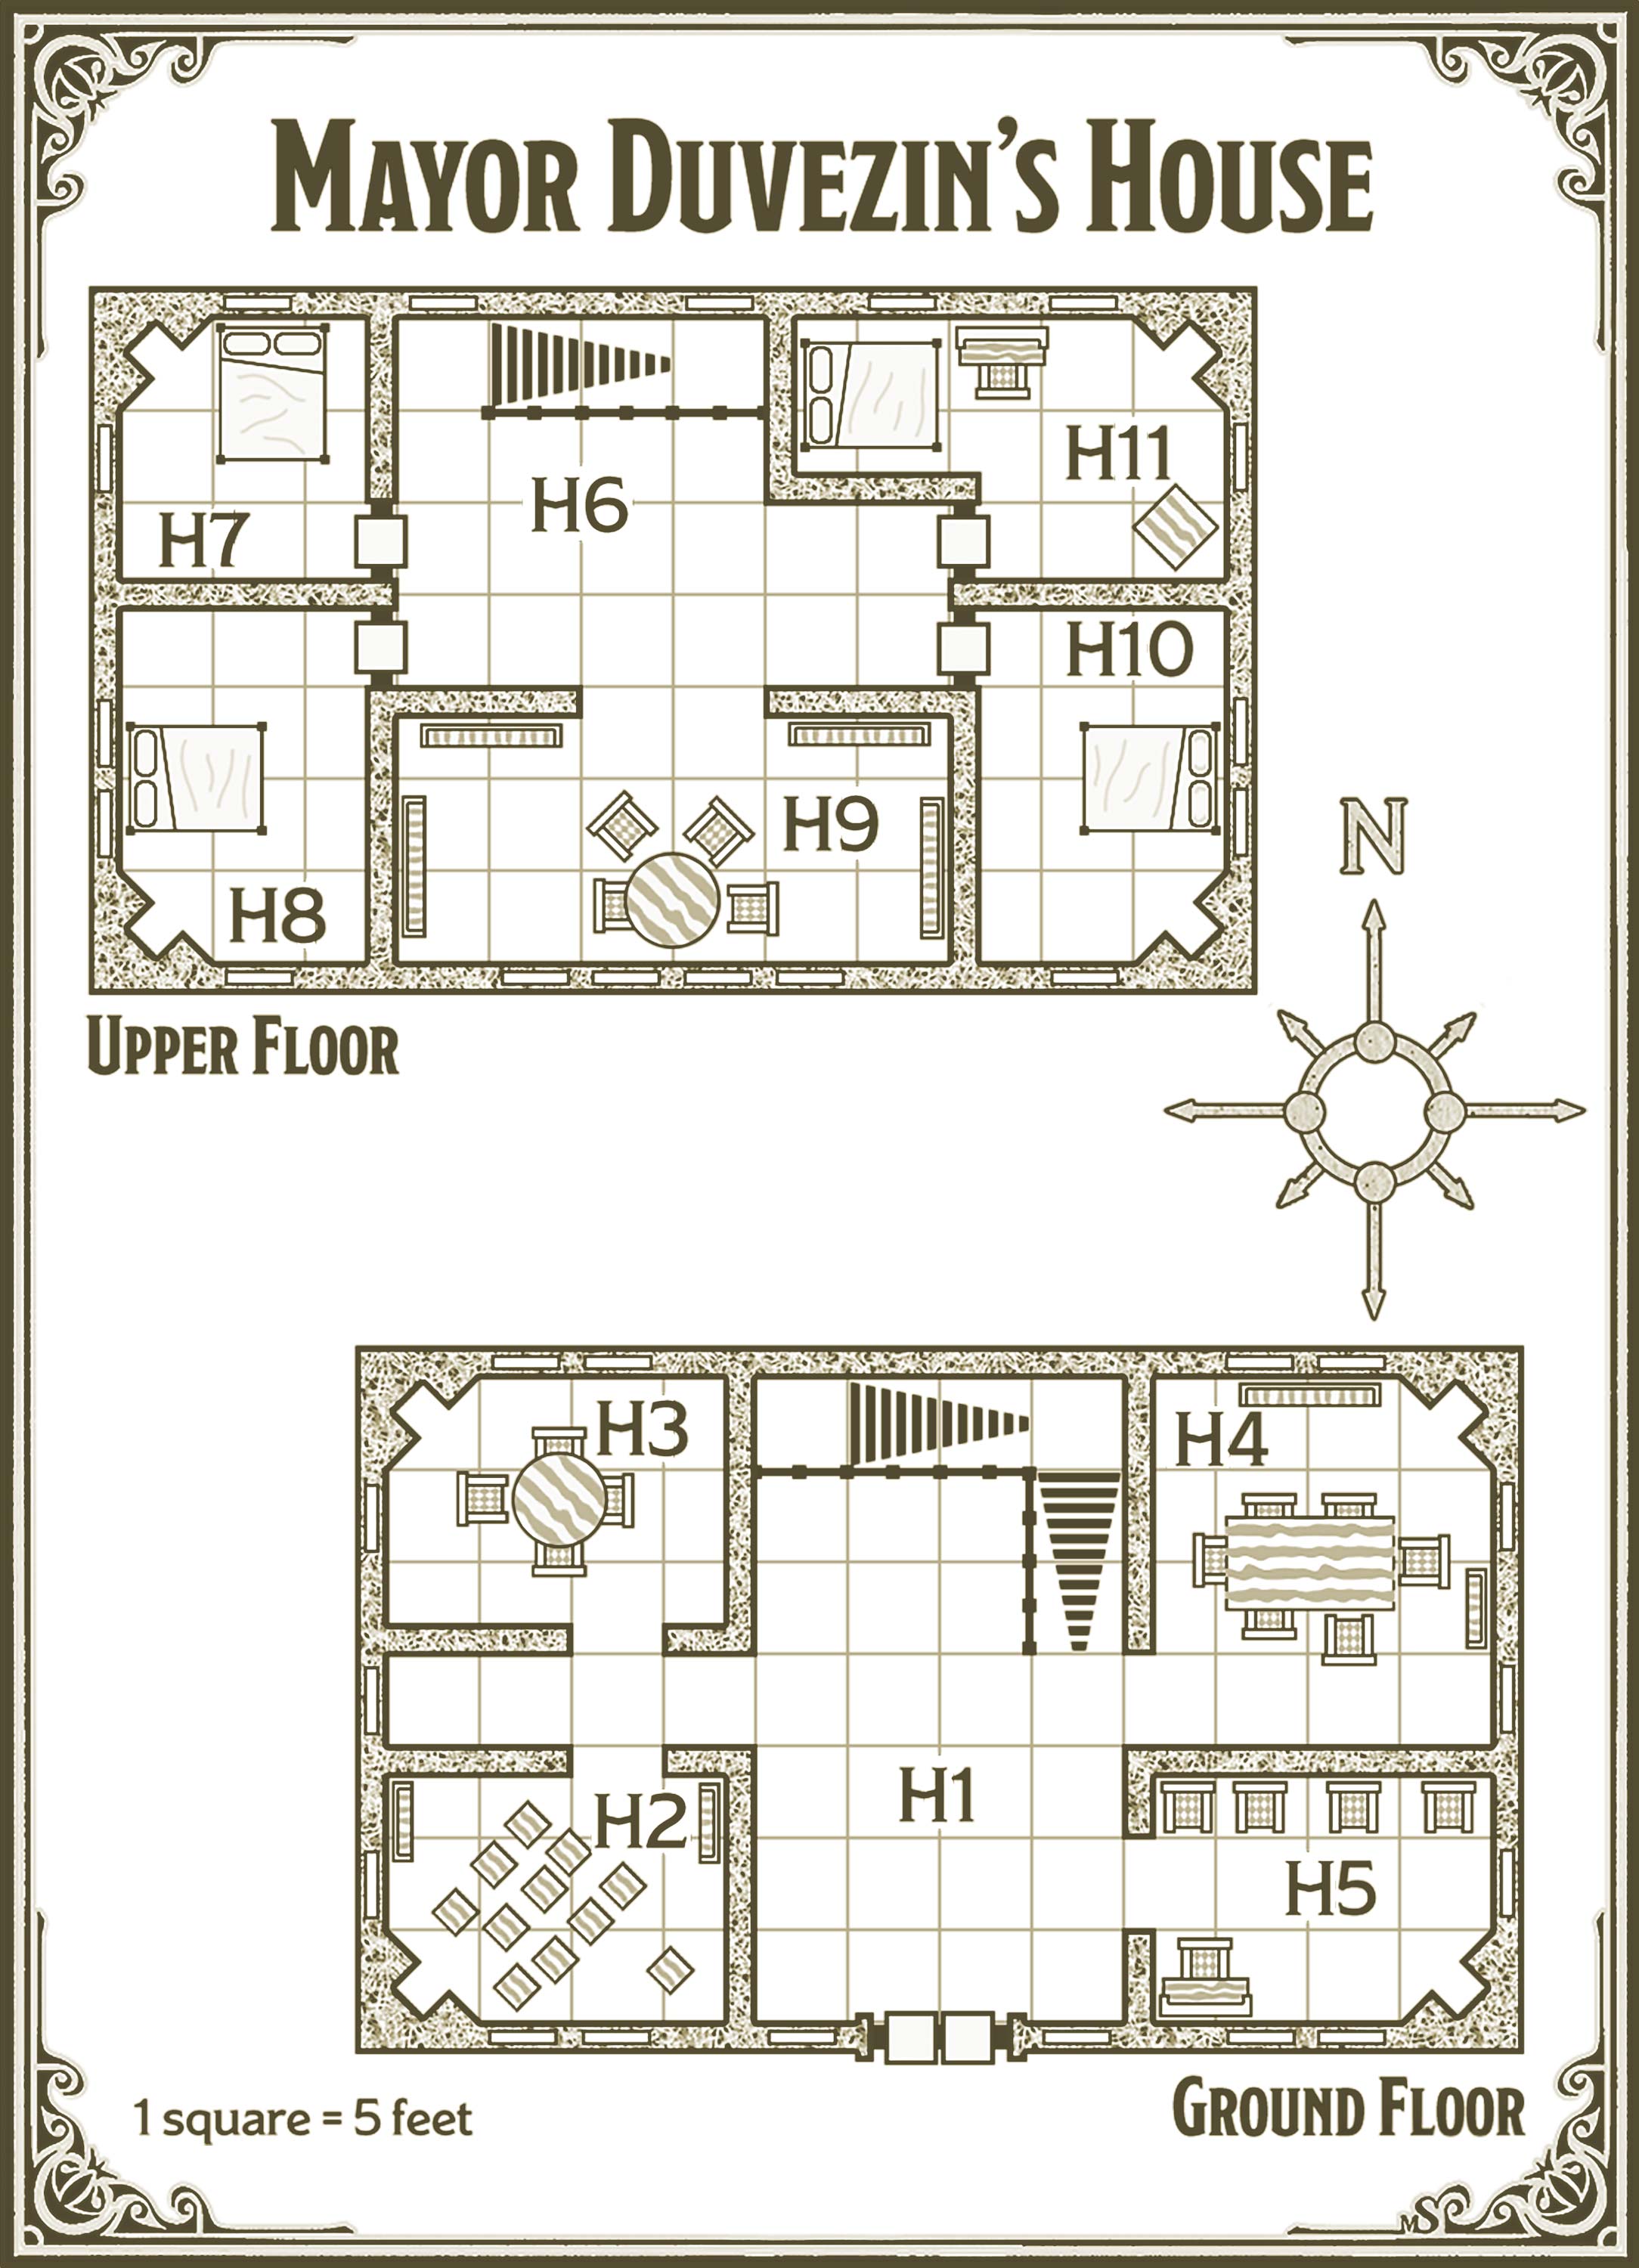 MAYOR DUVEZIN'S HOUSE
H11
H6
H7
H10
H9
H8
N
UPPER FLOOR
H3
H4
H1
H2
H5
GROUND FLOOR
1 square = 5 feet
MS